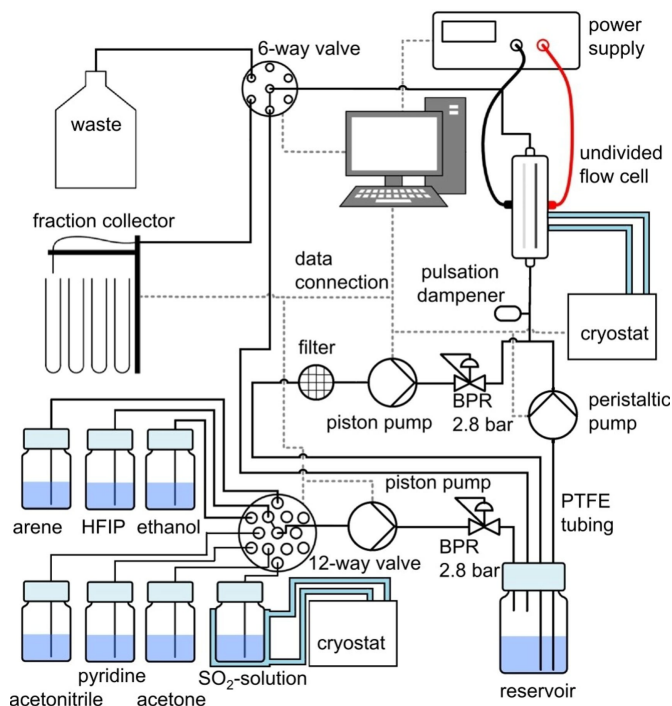 power
supply
6-way valve
waste
undivided
flow cell
fraction collector
data
connection
pulsation
dampener
cryostat
filter
piston pump
BPR
2.8 bar
peristaltic
pump
piston pump
PTFE
tubing
arene
HFIP
ethanol
12-way valve
BPR
2.8 bar
cryostat
pyridine
SO₂-solution
acetonitrile
acetone
reservoir